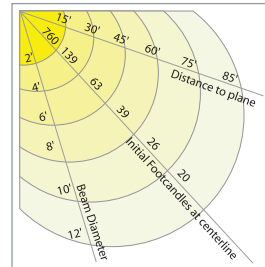 15' 30' 45' 60' 75' 85'
Distance to plane
760 139 63 39 26 20
Initial Footcandles at centerline
2' 4' 6' 8' 10' 12'
Beam Diameter